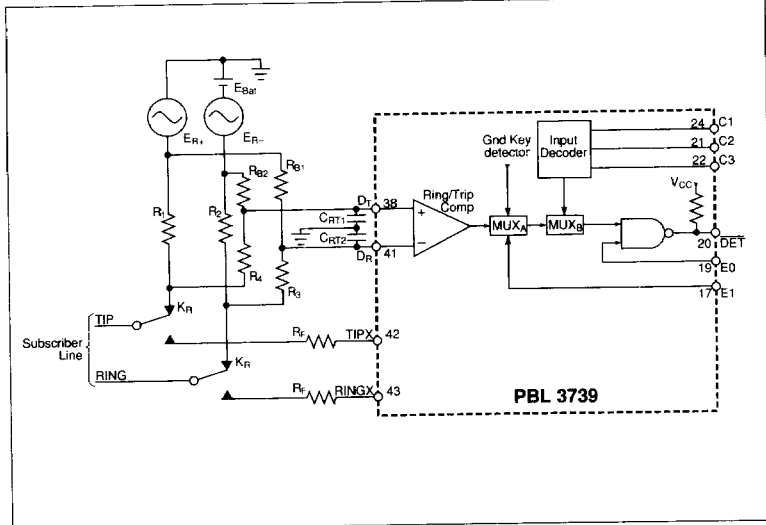 E_Bat
E_R+
E_R−
24 C1
21 C2
22 C3
Gnd Key
detector
Input
Decoder
R_B1
R_B2
V_CC
R_1
R_2
D_T 38
Ring/Trip
Comp
C_RT1
C_RT2
+
−
MUX_A
MUX_B
20 DET
D_R 41
19 E0
R_4
R_3
17 E1
TIP
K_R
Subscriber
Line
R_F TIPX 42
RING
K_R
R_F RINGX 43
PBL 3739